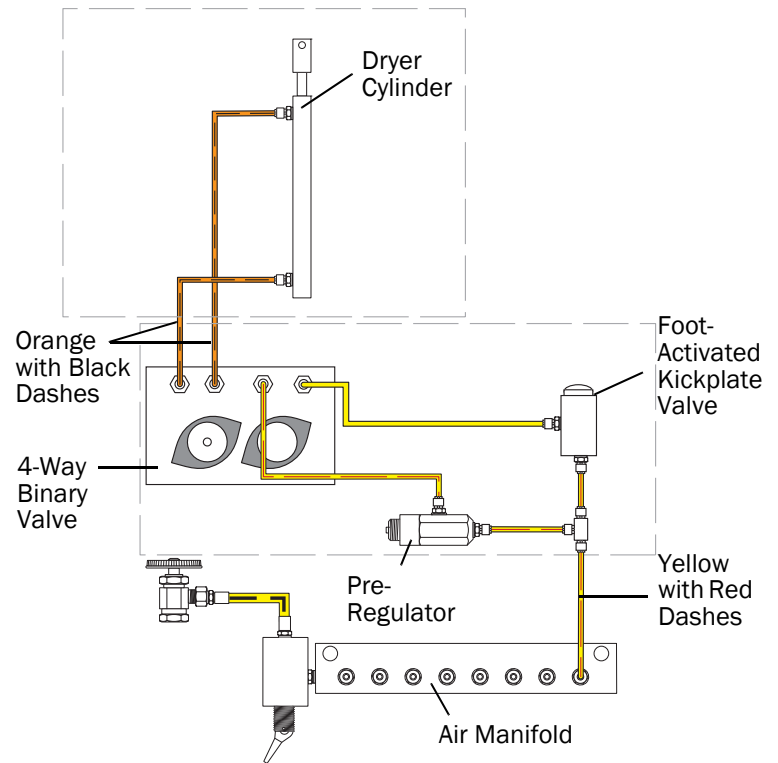 Dryer
Cylinder
Orange
with Black
Dashes
Foot-
Activated
Kickplate
Valve
4-Way
Binary
Valve
Pre-
Regulator
Yellow
with Red
Dashes
Air Manifold